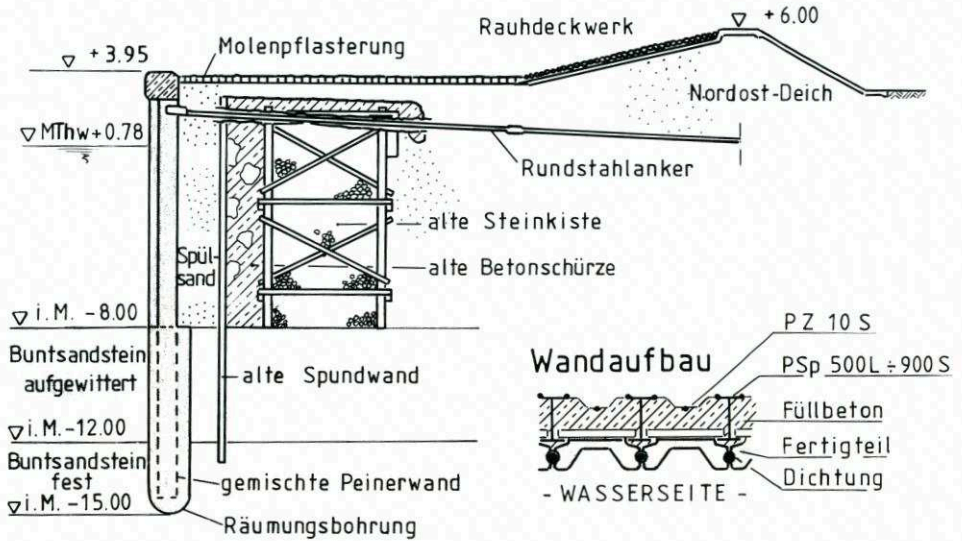 Rauhdeckwerk
▽ +6.00
Molenpflasterung
▽ +3.95
Nordost-Deich
▽ MThw+0.78
Rundstahlanker
alte Steinkiste
Spül-
sand
alte Betonschürze
▽ i.M. -8.00
PZ 10 S
Buntsandstein
aufgewittert
Wandaufbau
PSp 500L ÷ 900 S
alte Spundwand
Füllbeton
▽ i.M.-12.00
Fertigteil
Buntsandstein
fest
gemischte Peinerwand
Dichtung
- WASSERSEITE -
▽ i.M. -15.00
Räumungsbohrung